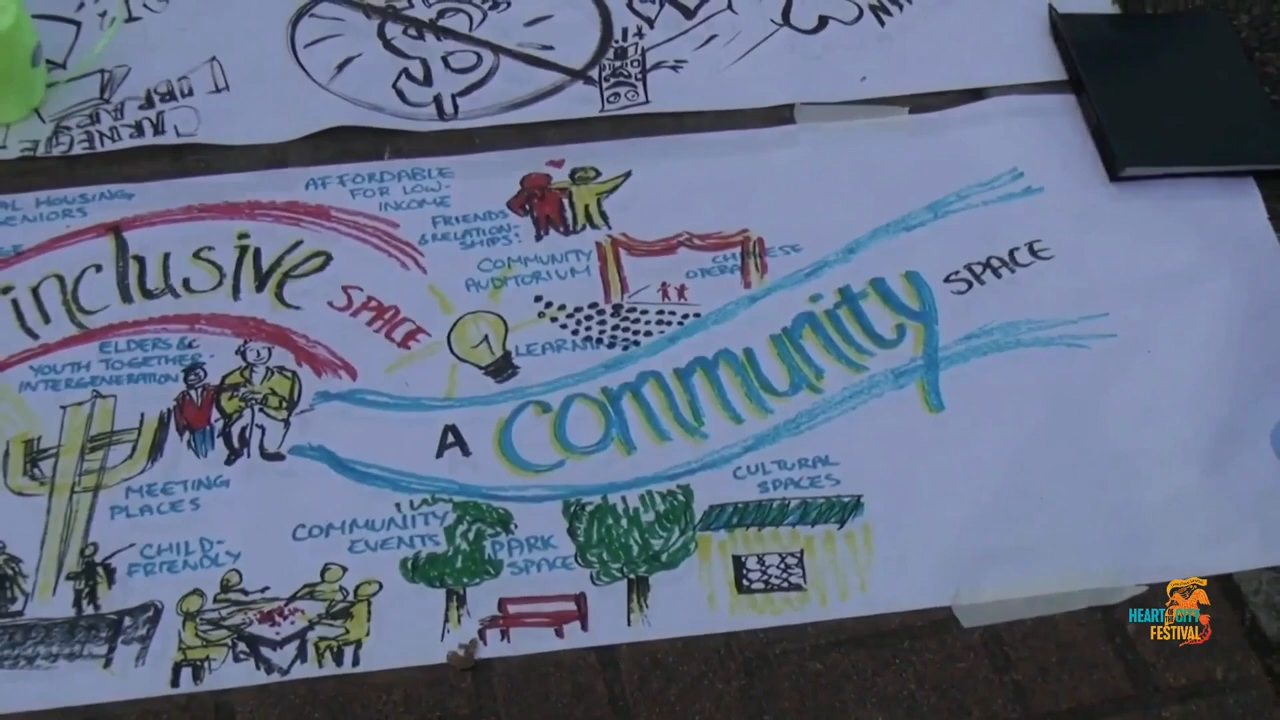 CARNEGIE
LIBRA
AL HOUSING
SENIORS
AFFORDABLE
FOR LOW-
INCOME
inclusive
SPACE
FRIENDS
& RELATION-
SHIPS.
COMMUNITY
AUDITORIUM
CHINESE
OPERA
LEARNING
ELDERS &
YOUTH TOGETHER-
INTERGENERATION
A community SPACE
MEETING
PLACES
CHILD-
FRIENDLY
COMMUNITY
EVENTS
PARK
SPACE
CULTURAL
SPACES
HEART OF THE CITY
FESTIVAL